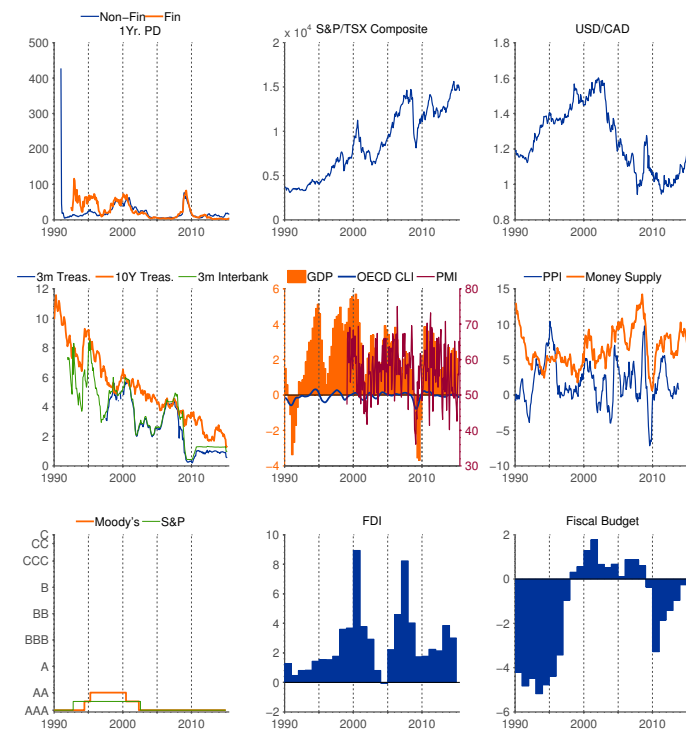 Non−Fin Fin
1Yr. PD
500
400
300
200
100
0
1990 2000 2010
S&P/TSX Composite
2 x 10⁴
1.5
1
0.5
0
1990 2000 2010
USD/CAD
1.8
1.6
1.4
1.2
1
0.8
1990 2000 2010
3m Treas. 10Y Treas. 3m Interbank
12
10
8
6
4
2
0
1990 2000 2010
GDP OECD CLI PMI
6 80
4 70
2 60
0 50
−2 40
−4 30
1990 2000 2010
PPI Money Supply
15
10
5
0
−5
−10
1990 2000 2010
Moody's S&P
C
CC
CCC
B
BB
BBB
A
AA
AAA
1990 2000 2010
FDI
10
8
6
4
2
0
−2
1990 2000 2010
Fiscal Budget
2
0
−2
−4
−6
1990 2000 2010